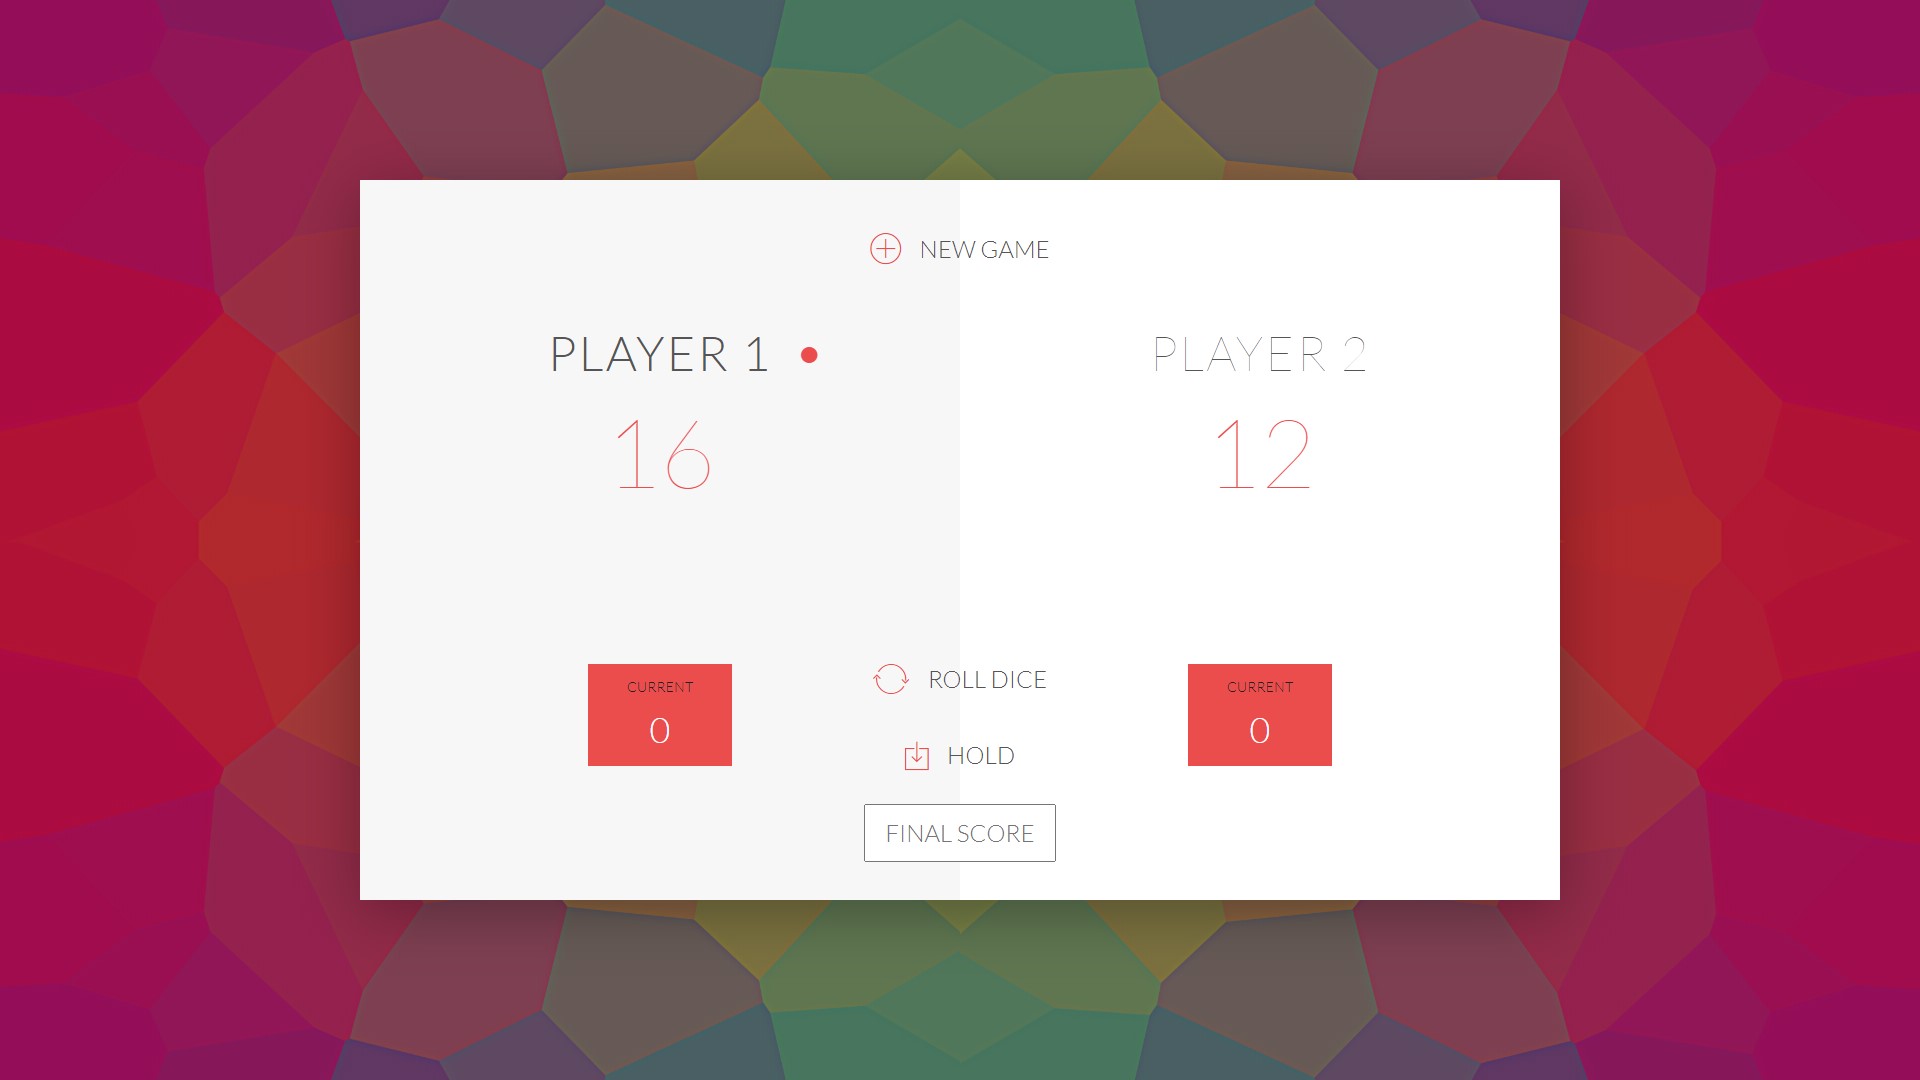 NEW GAME
PLAYER 1
16
PLAYER 2
12
CURRENT
0
ROLL DICE
HOLD
FINAL SCORE
CURRENT
0